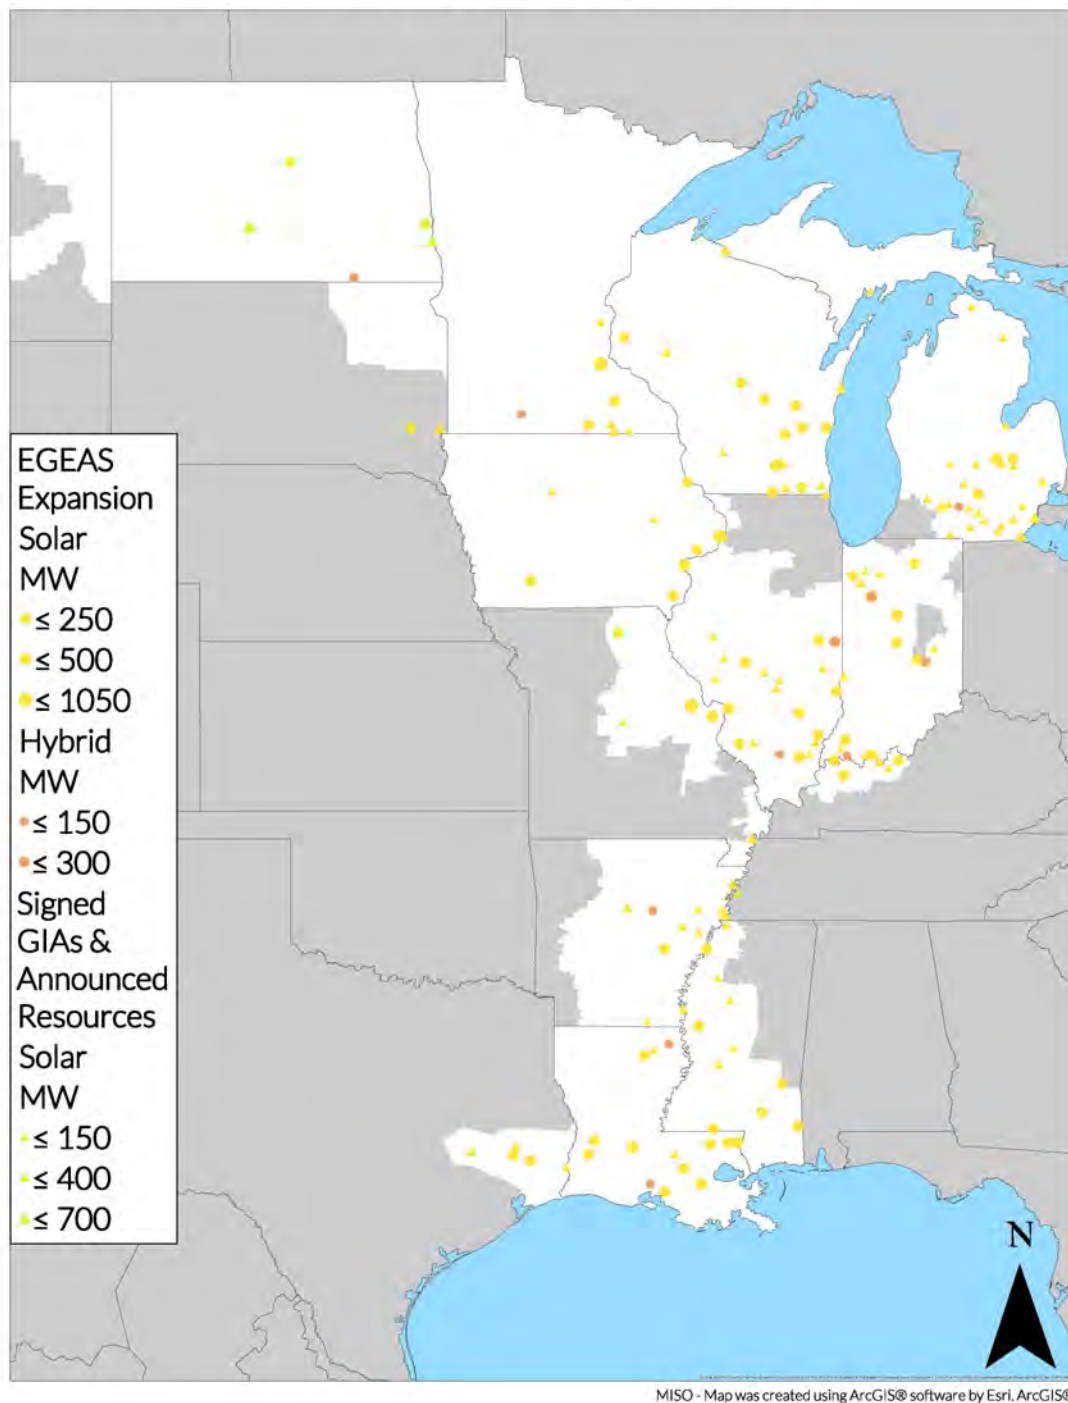 EGEAS
Expansion
Solar
MW
≤ 250
≤ 500
≤ 1050
Hybrid
MW
≤ 150
≤ 300
Signed
GIAs &
Announced
Resources
Solar
MW
≤ 150
≤ 400
≤ 700
N
MISO - Map was created using ArcGIS® software by Esri. ArcGIS®